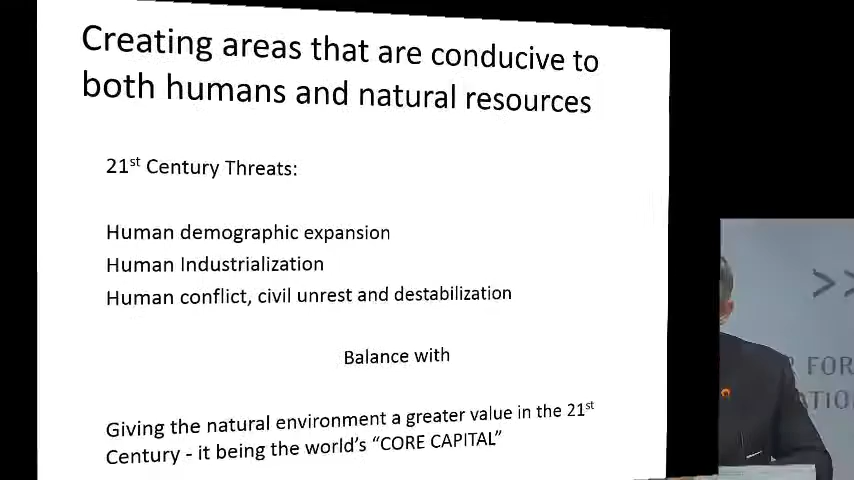 Creating areas that are conducive to
both humans and natural resources
21st Century Threats:
Human demographic expansion
Human Industrialization
Human conflict, civil unrest and destabilization
Balance with
Giving the natural environment a greater value in the 21st
Century - it being the world's “CORE CAPITAL”
>>
FOR